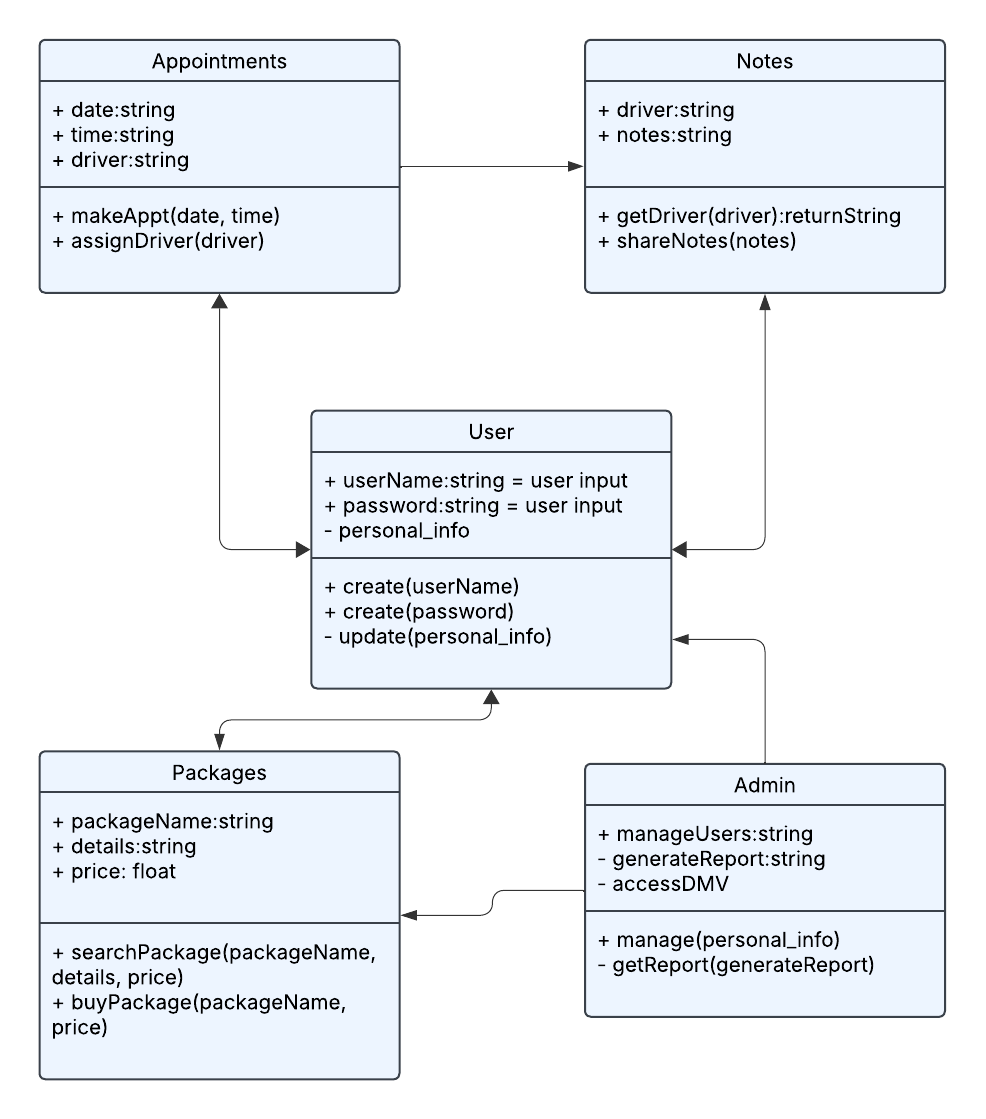 Appointments
+ date:string
+ time:string
+ driver:string
+ makeAppt(date, time)
+ assignDriver(driver)
Notes
+ driver:string
+ notes:string
+ getDriver(driver):returnString
+ shareNotes(notes)
User
+ userName:string = user input
+ password:string = user input
- personal_info
+ create(userName)
+ create(password)
- update(personal_info)
Packages
+ packageName:string
+ details:string
+ price: float
+ searchPackage(packageName,
details, price)
+ buyPackage(packageName,
price)
Admin
+ manageUsers:string
- generateReport:string
- accessDMV
+ manage(personal_info)
- getReport(generateReport)